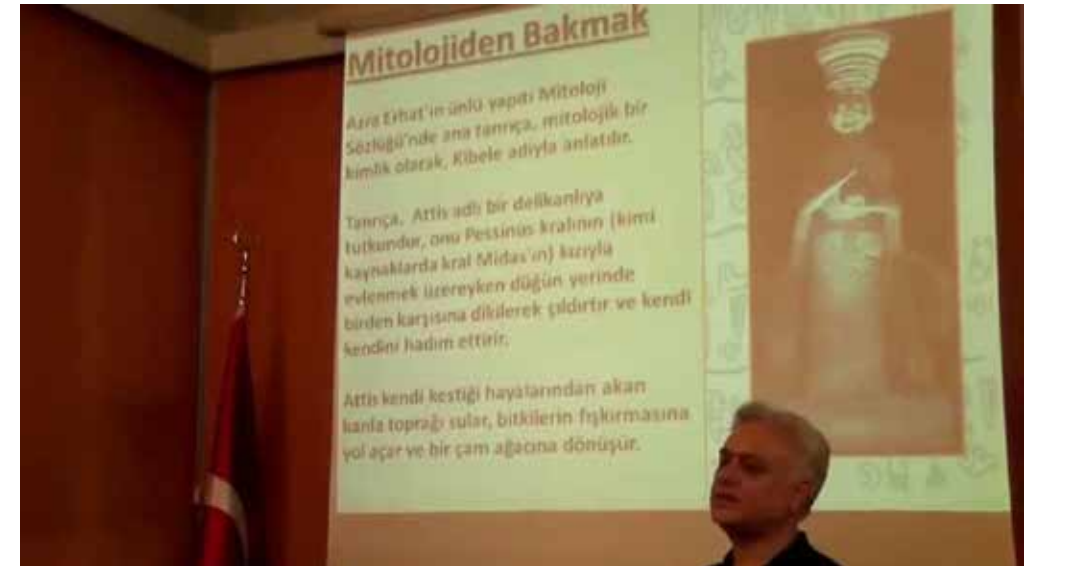 Mitolojiden Bakmak
Azra Erhat'ın ünlü yapıtı Mitoloji
Sözlüğü'nde ana tanrıça, mitolojik bir
kimlik olarak, Kibele adıyla anlatılır.
Tanrıça, Attis adlı bir delikanlıya
tutkundur, onu Pessinus kralının (kimi
kaynaklarda kral Midas'ın) kızıyla
evlenmek üzereyken düğün yerinde
birden karşısına dikilerek çıldırtır ve kendi
kendini hadım ettirir.
Attis kendi kestiği hayalarından akan
kanla toprağı sular, bitkilerin fışkırmasına
yol açar ve bir çam ağacına dönüşür.